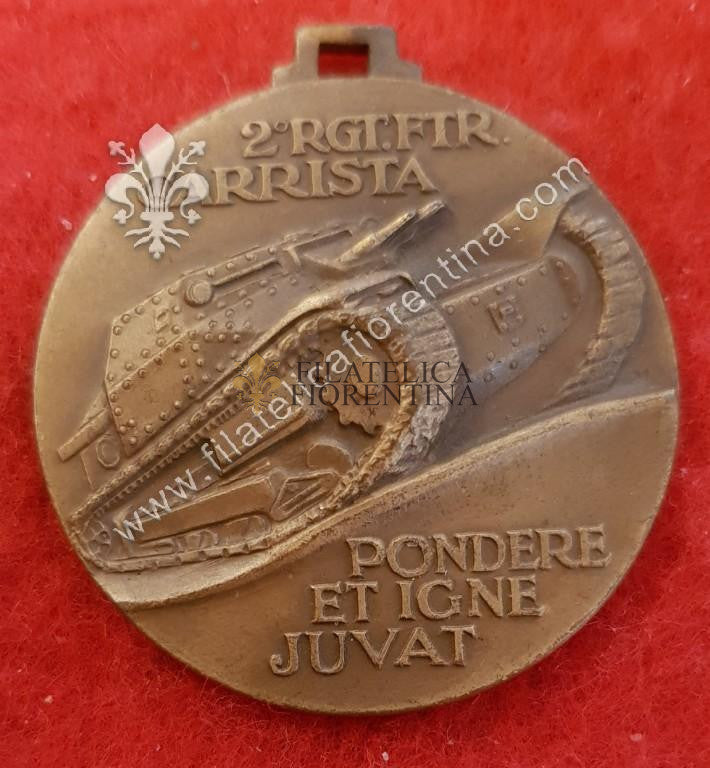 2° RGT. FTR.
ARRISTA
www.filatelicafiorentina.com
FILATELICA
FIORENTINA
PONDERE
ET IGNE
JUVAT